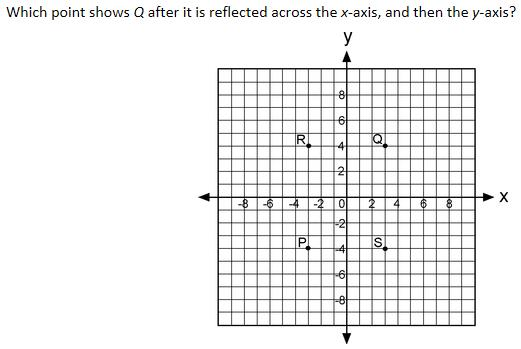 Which point shows Q after it is reflected across the x-axis, and then the y-axis?
y
8
6
R Q
4
2
-8 -6 -4 -2 0 2 4 6 8 X
-2
P -4 S
-6
-8